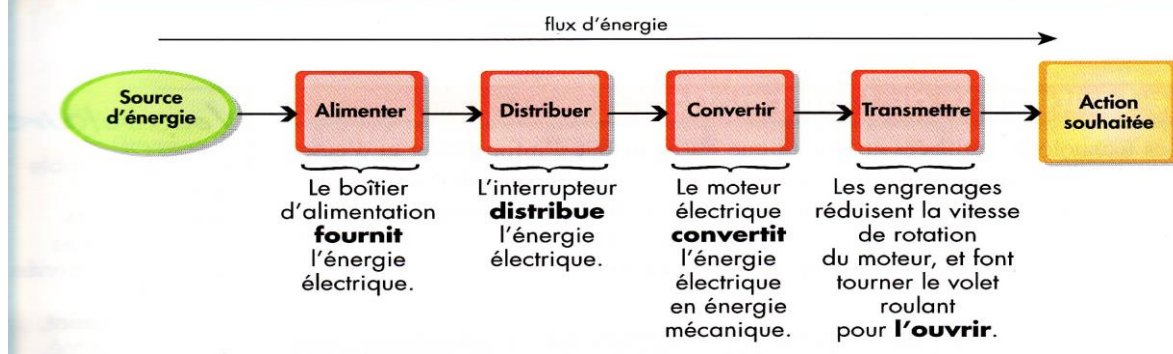 flux d'énergie
Source
d'énergie
Alimenter
Distribuer
Convertir
Transmettre
Action
souhaitée
Le boîtier
d'alimentation
fournit
l'énergie
électrique.
L'interrupteur
distribue
l'énergie
électrique.
Le moteur
électrique
convertit
l'énergie
électrique
en énergie
mécanique.
Les engrenages
réduisent la vitesse
de rotation
du moteur, et font
tourner le volet
roulant
pour l'ouvrir.